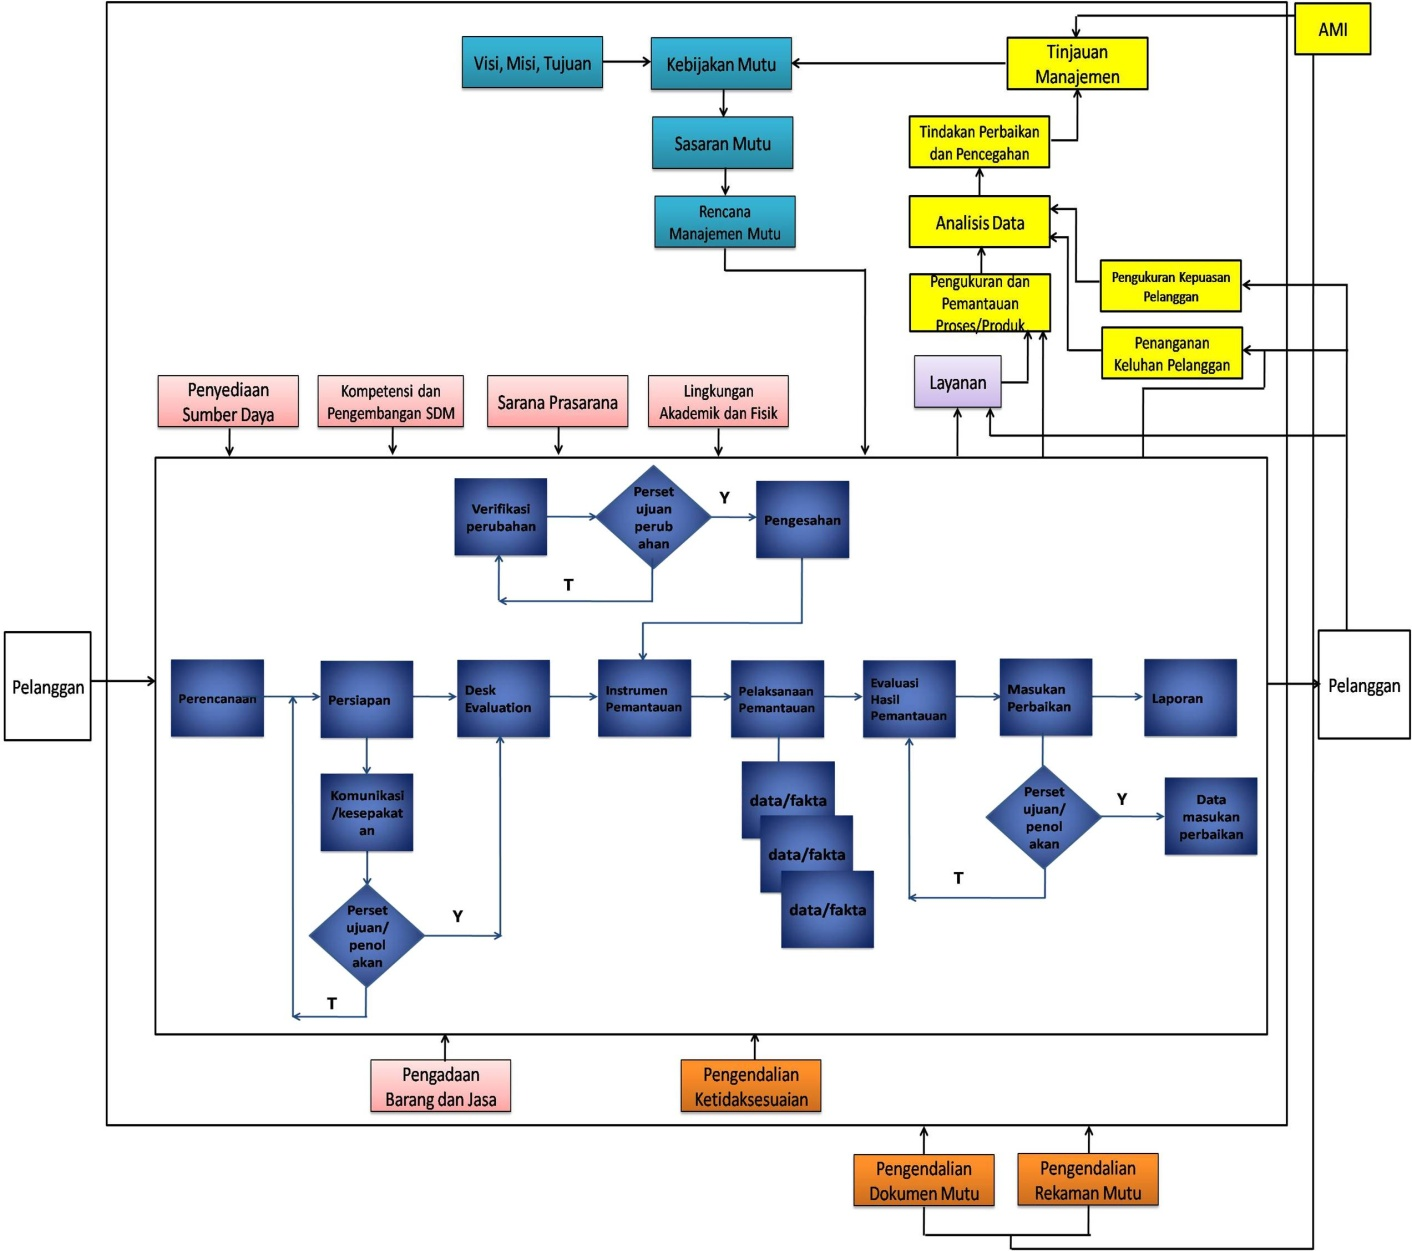 AMI
Visi, Misi, Tujuan
Kebijakan Mutu
Tinjauan
Manajemen
Sasaran Mutu
Tindakan Perbaikan
dan Pencegahan
Rencana
Manajemen Mutu
Analisis Data
Pengukuran dan
Pemantauan
Proses/Produk
Pengukuran Kepuasan
Pelanggan
Penanganan
Keluhan Pelanggan
Layanan
Penyediaan
Sumber Daya
Kompetensi dan
Pengembangan SDM
Sarana Prasarana
Lingkungan
Akademik dan Fisik
Verifikasi
perubahan
Perset
ujuan
perub
ahan
Y
Pengesahan
T
Pelanggan
Perencanaan
Persiapan
Desk
Evaluation
Instrumen
Pemantauan
Pelaksanaan
Pemantauan
Evaluasi
Hasil
Pemantauan
Masukan
Perbaikan
Laporan
Pelanggan
Komunikasi
/kesepakat
an
data/fakta
data/fakta
data/fakta
Perset
ujuan/
penol
akan
Y
Data
masukan
perbaikan
T
Perset
ujuan/
penol
akan
Y
T
Pengadaan
Barang dan Jasa
Pengendalian
Ketidaksesuaian
Pengendalian
Dokumen Mutu
Pengendalian
Rekaman Mutu